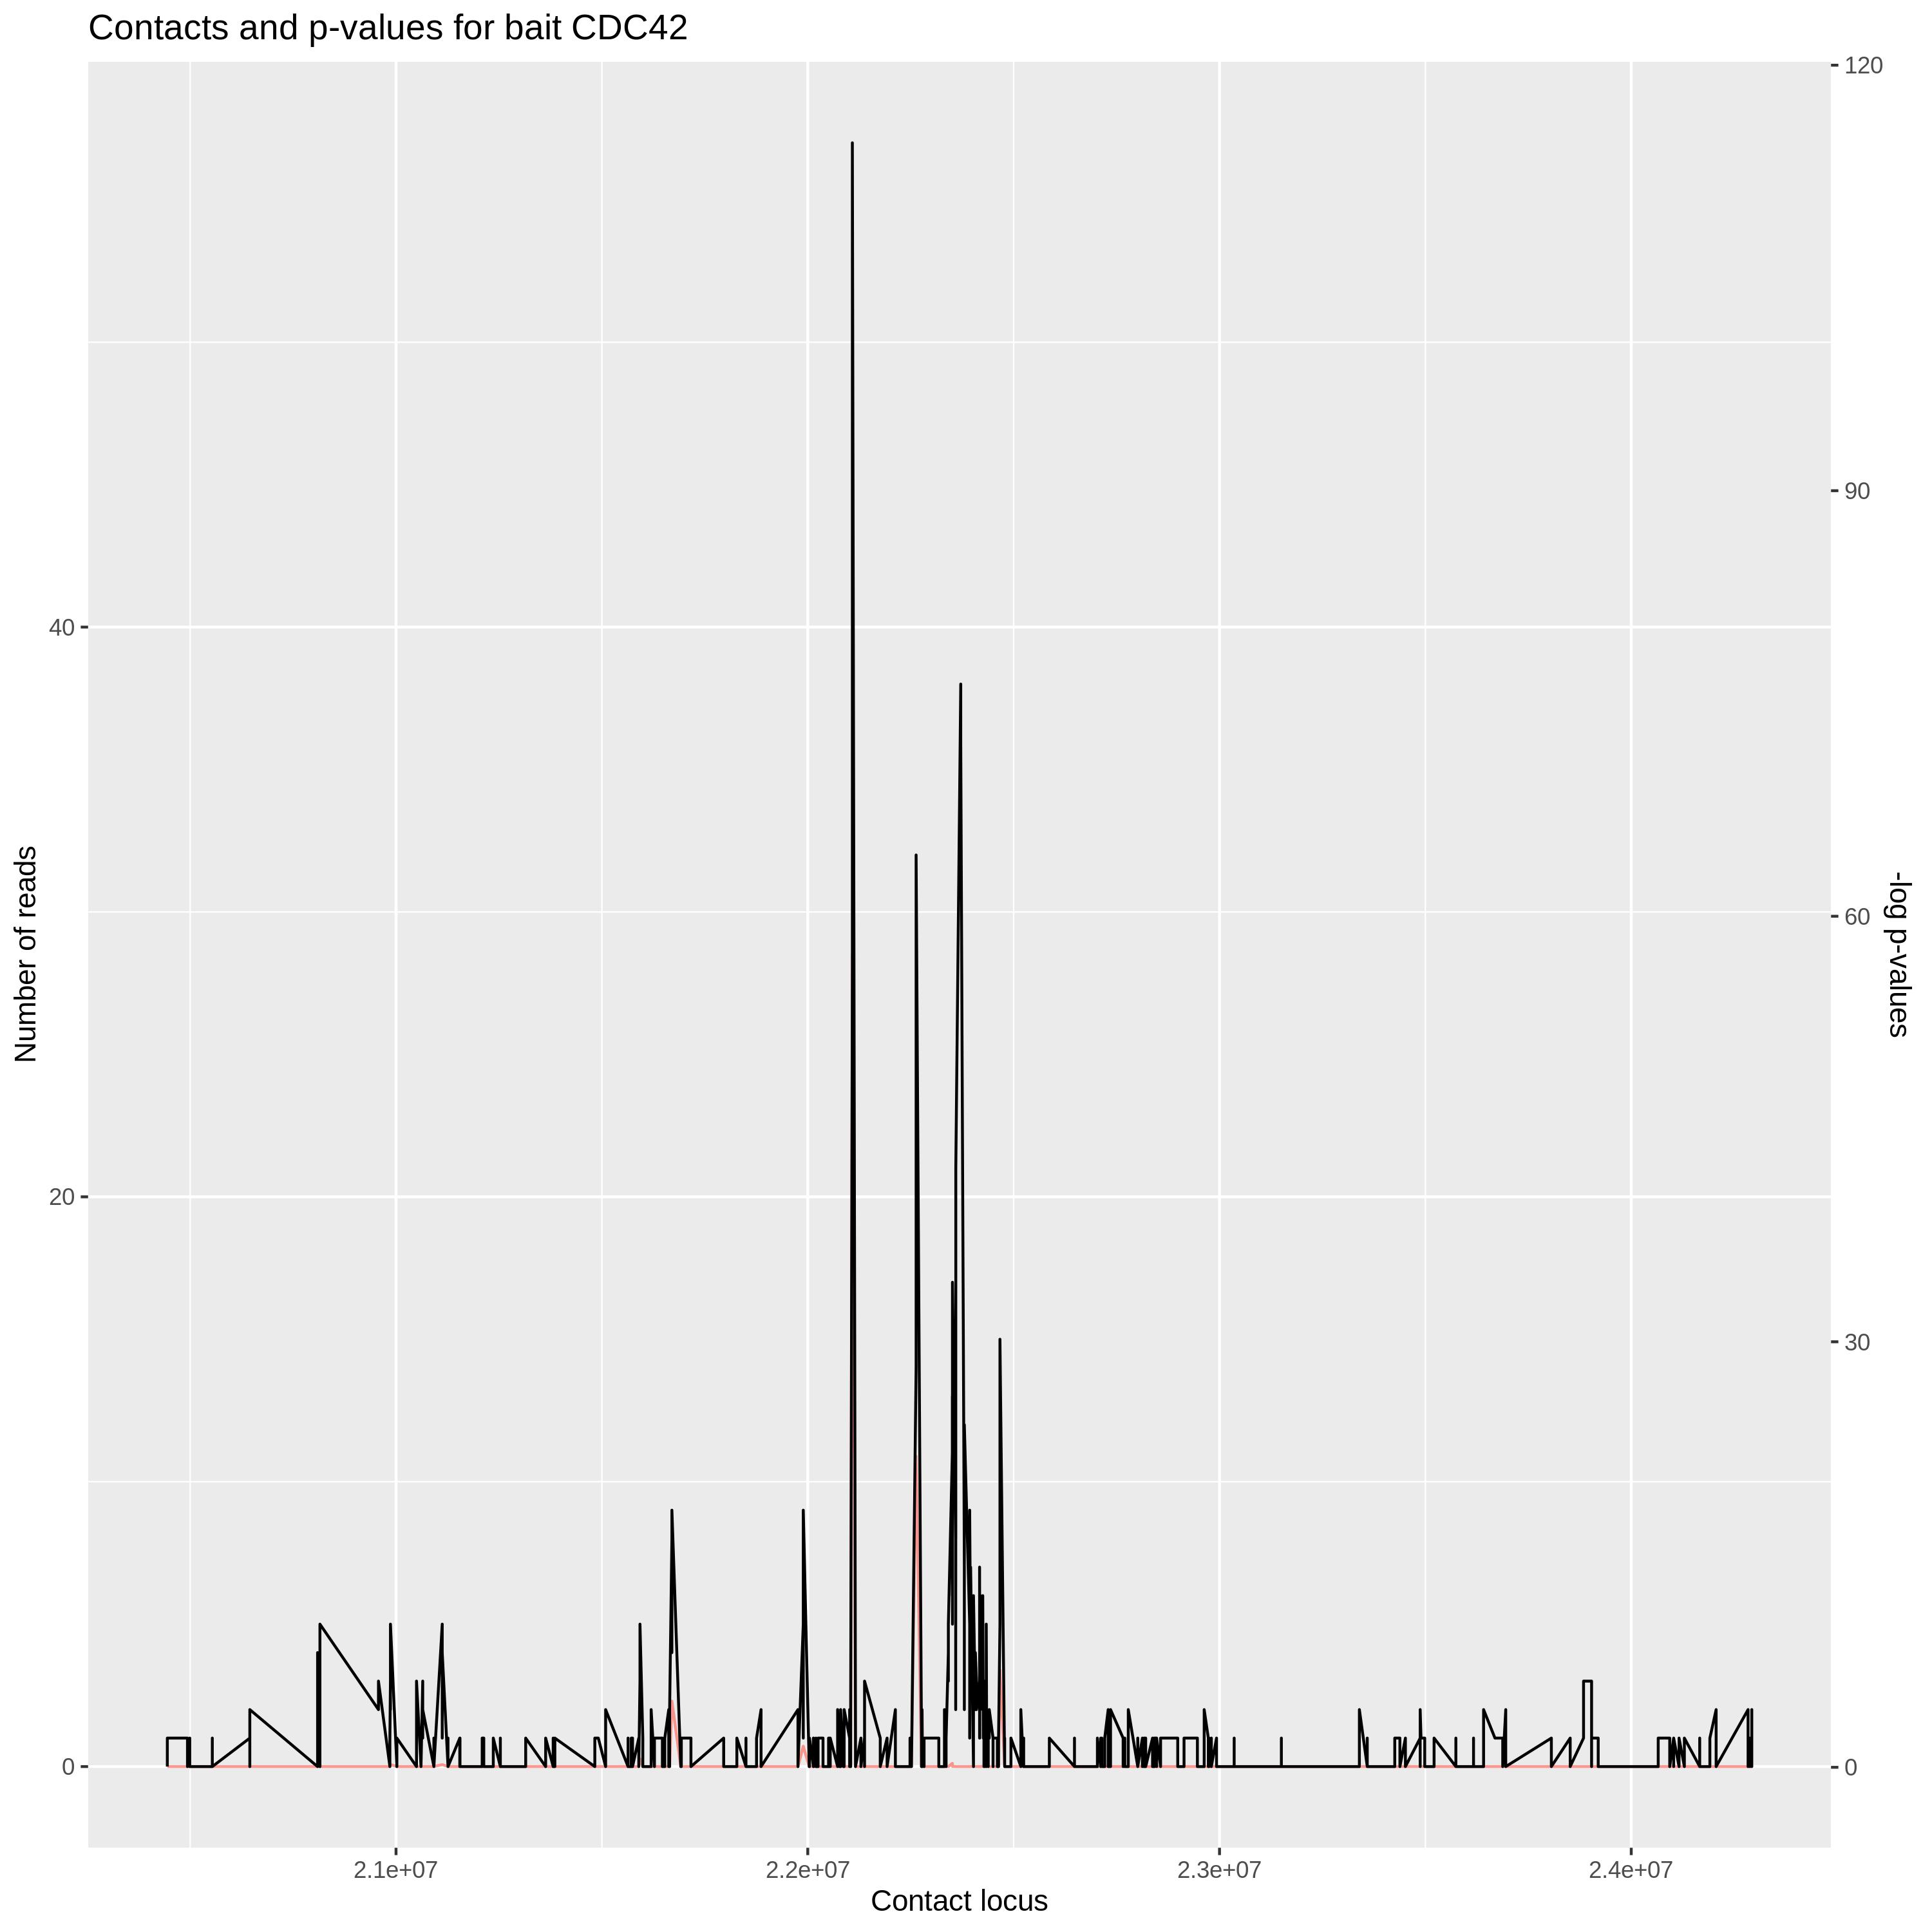 Contacts and p-values for bait CDC42
120
90
60
30
0
40
20
0
Number of reads
-log p-values
2.1e+07
2.2e+07
2.3e+07
2.4e+07
Contact locus